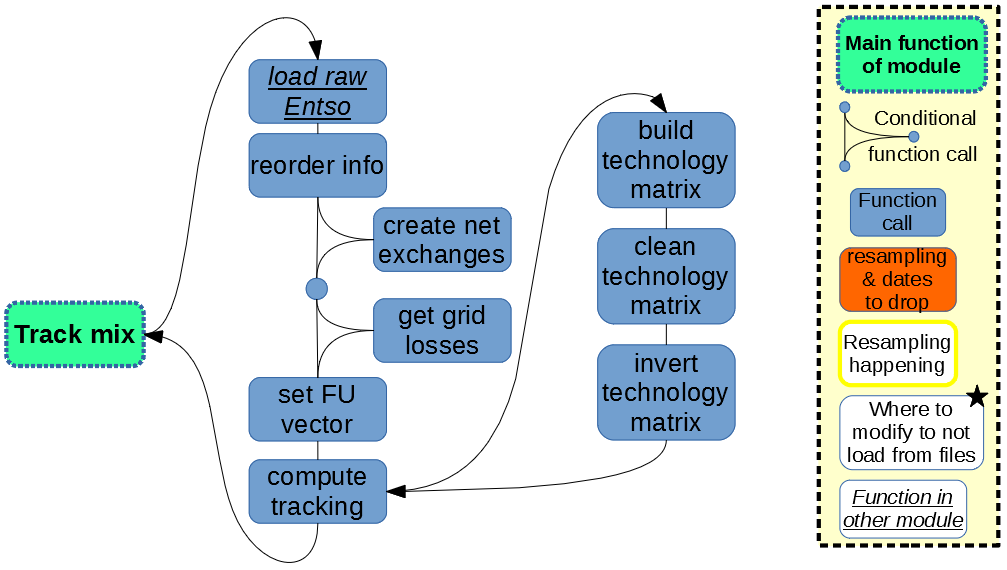 load raw
Entso
reorder info
create net
exchanges
get grid
losses
Track mix
set FU
vector
compute
tracking
build
technology
matrix
clean
technology
matrix
invert
technology
matrix
Main function
of module
Conditional
function call
Function
call
resampling
& dates
to drop
Resampling
happening
Where to
modify to not
load from files
Function in
other module